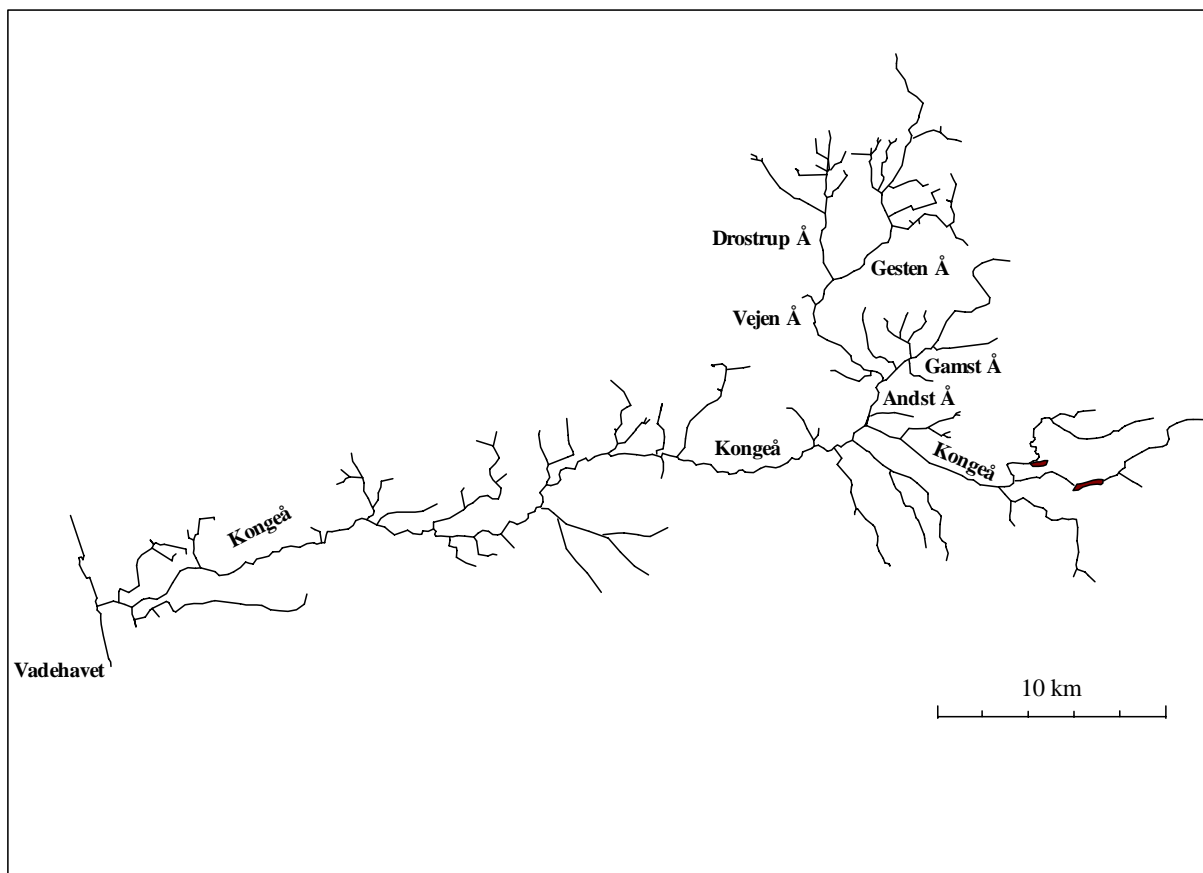 Drostrup Å
Gesten Å
Vejen Å
Gamst Å
Andst Å
Kongeå
Kongeå
Kongeå
Vadehavet
10 km